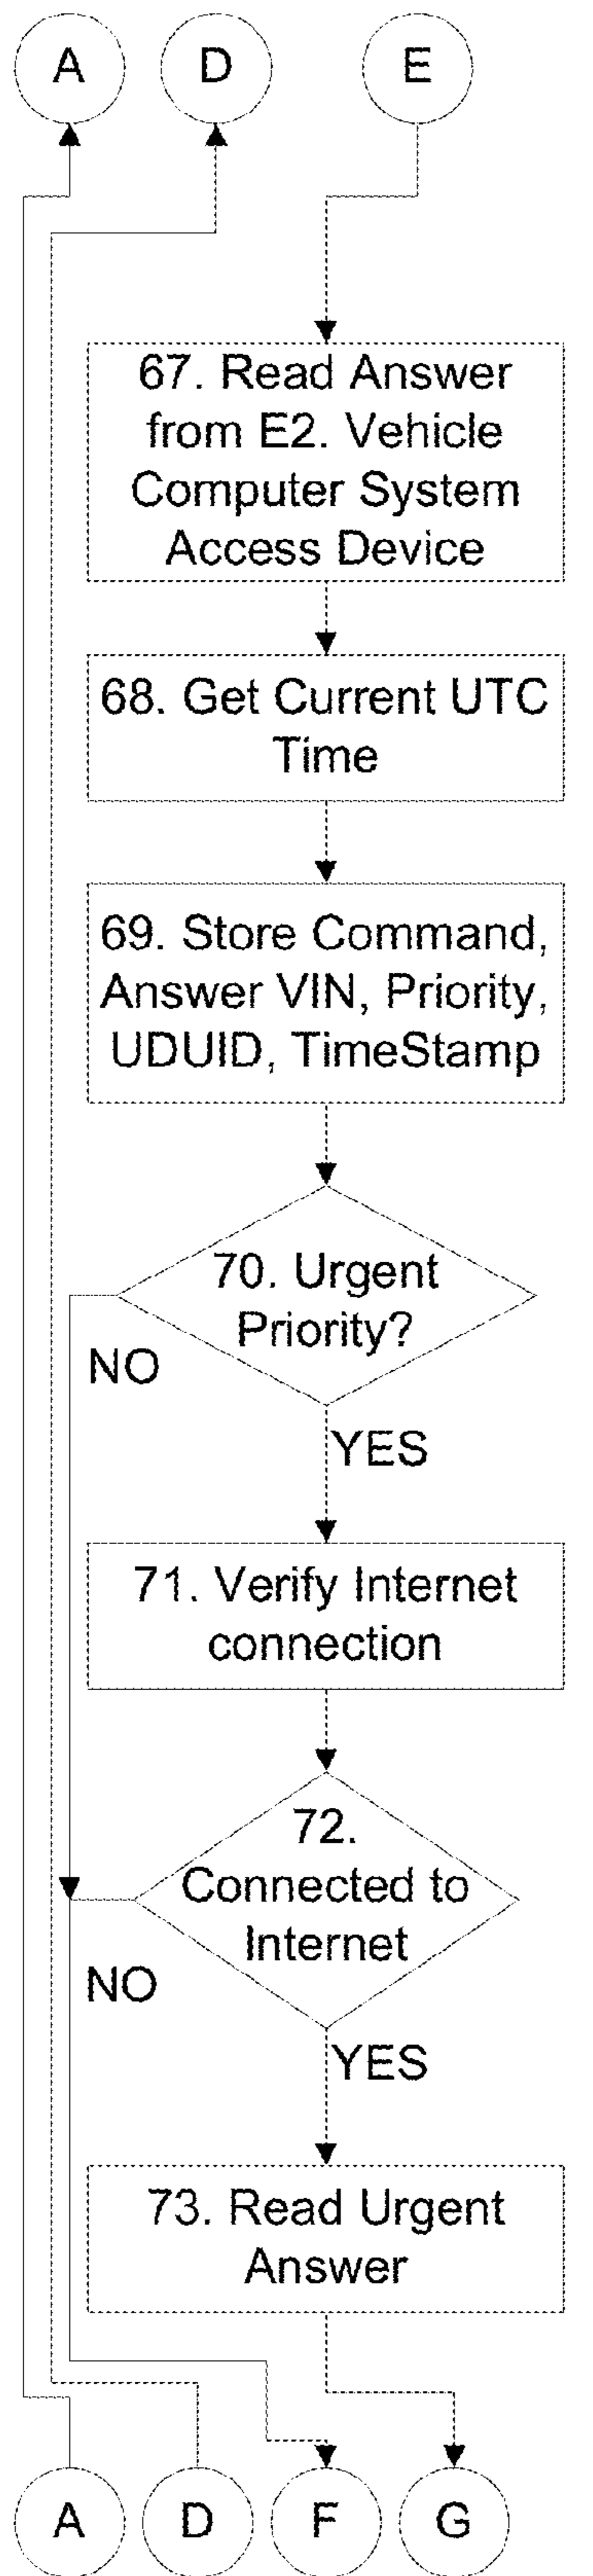 A
D
E
67. Read Answer
from E2. Vehicle
Computer System
Access Device
68. Get Current UTC
Time
69. Store Command,
Answer VIN, Priority,
UDUID, TimeStamp
70. Urgent
Priority?
NO
YES
71. Verify Internet
connection
72.
Connected to
Internet
NO
YES
73. Read Urgent
Answer
A
D
F
G